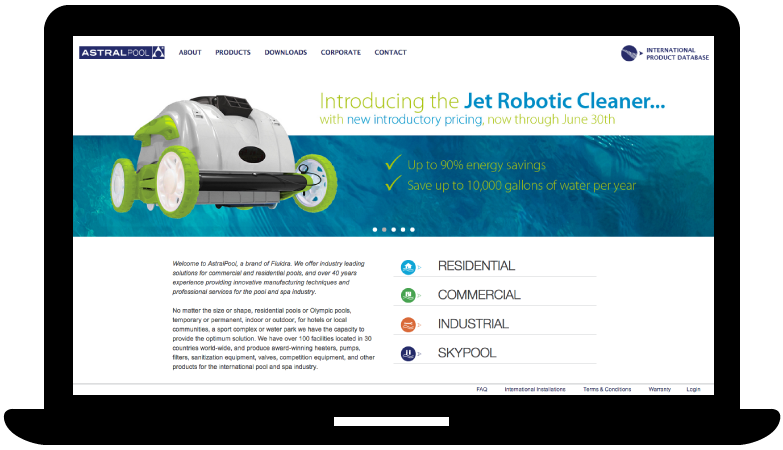 ASTRALPOOL
ABOUT PRODUCTS DOWNLOADS CORPORATE CONTACT
INTERNATIONAL
PRODUCT DATABASE
Introducing the Jet Robotic Cleaner...
with new introductory pricing, now through June 30th
Up to 90% energy savings
Save up to 10,000 gallons of water per year
Welcome to AstralPool, a brand of Fluidra. We offer industry leading
solutions for commercial and residential pools, and over 40 years
experience providing innovative manufacturing techniques and
professional services for the pool and spa industry.
No matter the size or shape, residential pools or Olympic pools,
temporary or permanent, indoor or outdoor, for hotels or local
communities, a sport complex or water park we have the capacity to
provide the optimum solution. We have over 100 facilities located in 30
countries world-wide, and produce award-winning heaters, pumps,
filters, sanitization equipment, valves, competition equipment, and other
products for the international pool and spa industry.
RESIDENTIAL
COMMERCIAL
INDUSTRIAL
SKYPOOL
FAQ International Installations Terms & Conditions Warranty Login